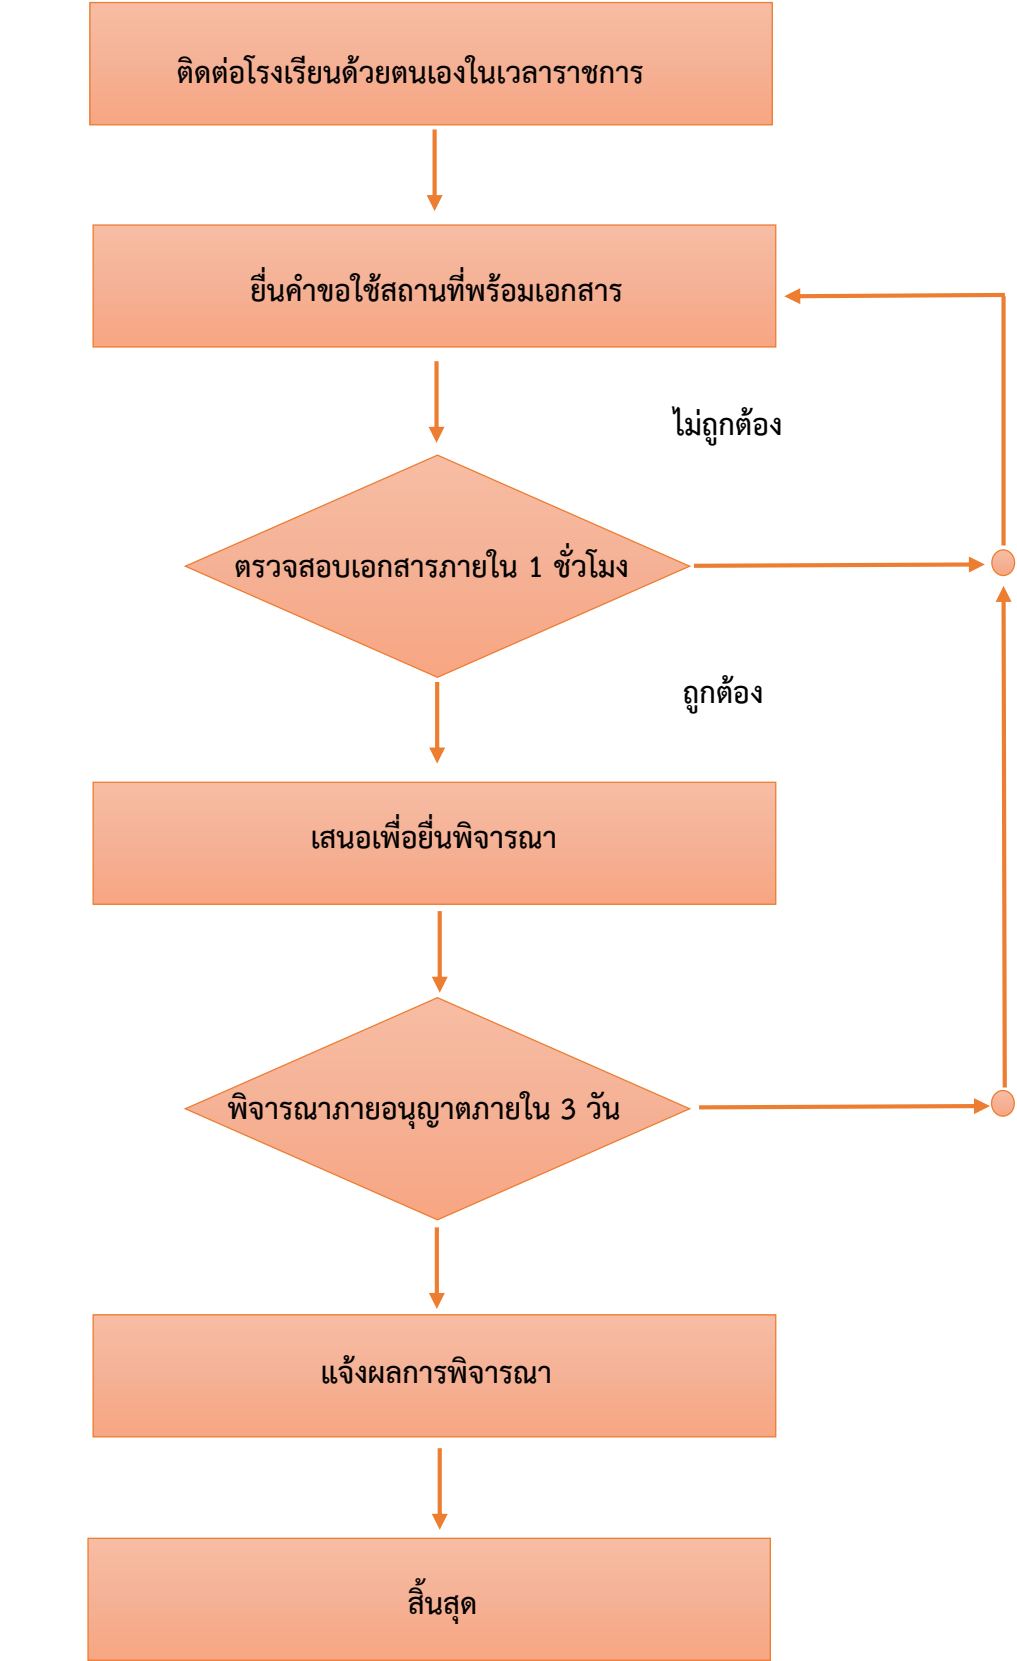 ติดต่อโรงเรียนด้วยตนเองในเวลาราชการ
ยื่นคำขอใช้สถานที่พร้อมเอกสาร
ไม่ถูกต้อง
ตรวจสอบเอกสารภายใน 1 ชั่วโมง
ถูกต้อง
เสนอเพื่อยื่นพิจารณา
พิจารณาภายอนุญาตภายใน 3 วัน
แจ้งผลการพิจารณา
สิ้นสุด